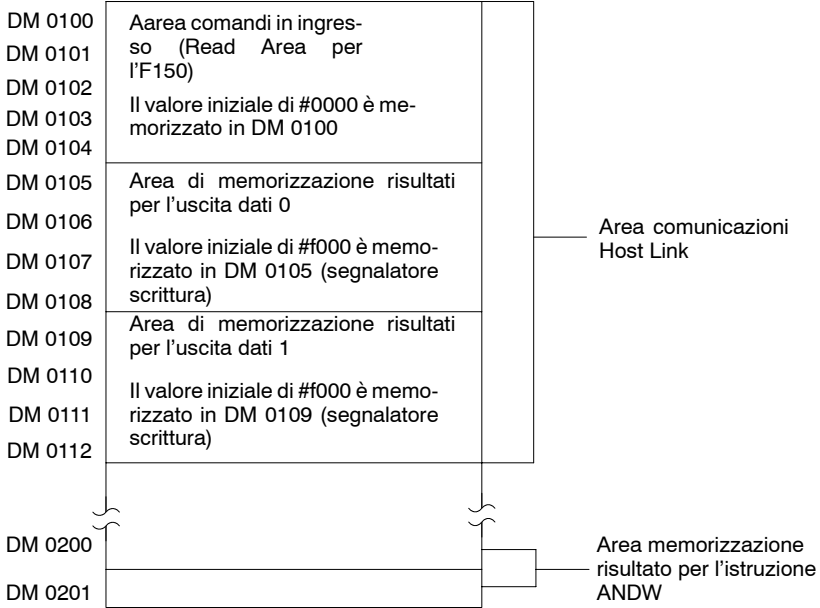 DM 0100
DM 0101
DM 0102
DM 0103
DM 0104
Aarea comandi in ingres-
so (Read Area per
l'F150)
Il valore iniziale di #0000 è me-
morizzato in DM 0100
DM 0105
DM 0106
DM 0107
DM 0108
Area di memorizzazione risultati
per l'uscita dati 0
Il valore iniziale di #f000 è memo-
rizzato in DM 0105 (segnalatore
scrittura)
DM 0109
DM 0110
DM 0111
DM 0112
Area di memorizzazione risultati
per l'uscita dati 1
Il valore iniziale di #f000 è memo-
rizzato in DM 0109 (segnalatore
scrittura)
Area comunicazioni
Host Link
DM 0200
DM 0201
Area memorizzazione
risultato per l'istruzione
ANDW